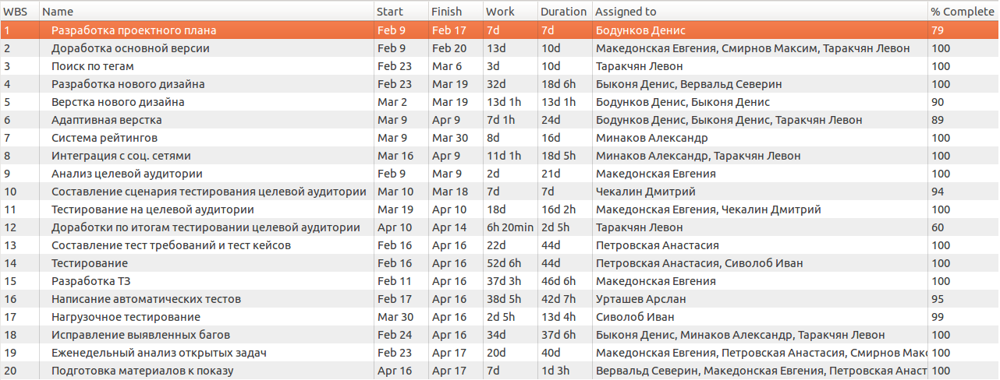 WBS Name Start Finish Work Duration Assigned to % Complete
1 Разработка проектного плана Feb 9 Feb 17 7d 7d Бодунков Денис 79
2 Доработка основной версии Feb 9 Feb 20 13d 10d Македонская Евгения, Смирнов Максим, Таракчян Левон 100
3 Поиск по тегам Feb 23 Mar 6 3d 10d Таракчян Левон 100
4 Разработка нового дизайна Feb 23 Mar 19 32d 18d 6h Быконя Денис, Вервальд Северин 100
5 Верстка нового дизайна Mar 2 Mar 19 13d 1h 13d 1h Бодунков Денис, Быконя Денис 90
6 Адаптивная верстка Mar 9 Apr 9 7d 1h 24d Бодунков Денис, Быконя Денис, Таракчян Левон 89
7 Система рейтингов Mar 9 Mar 30 8d 16d Минаков Александр 100
8 Интеграция с соц. сетями Mar 16 Apr 9 11d 1h 18d 5h Минаков Александр, Таракчян Левон 100
9 Анализ целевой аудитории Feb 9 Mar 9 2d 21d Македонская Евгения 100
10 Составление сценария тестирования целевой аудитории Mar 10 Mar 18 7d 7d Чекалин Дмитрий 94
11 Тестирование на целевой аудитории Mar 19 Apr 10 18d 16d 2h Македонская Евгения, Чекалин Дмитрий 100
12 Доработки по итогам тестировании целевой аудитории Apr 10 Apr 14 6h 20min 2d 5h Таракчян Левон 60
13 Составление тест требований и тест кейсов Feb 16 Apr 16 22d 44d Петровская Анастасия 100
14 Тестирование Feb 16 Apr 16 52d 6h 44d Петровская Анастасия, Сиволоб Иван 100
15 Разработка ТЗ Feb 11 Apr 16 37d 3h 46d 6h Македонская Евгения 100
16 Написание автоматических тестов Feb 17 Apr 16 38d 5h 42d 7h Урташев Арслан 95
17 Нагрузочное тестирование Mar 30 Apr 16 2d 5h 13d 4h Сиволоб Иван 99
18 Исправление выявленных багов Feb 24 Apr 16 34d 37d 6h Быконя Денис, Минаков Александр, Таракчян Левон 100
19 Еженедельный анализ открытых задач Feb 23 Apr 17 20d 40d Македонская Евгения, Петровская Анастасия, Смирнов Макс 100
20 Подготовка материалов к показу Apr 16 Apr 17 7d 1d 3h Вервальд Северин, Македонская Евгения, Петровская Анаст 100